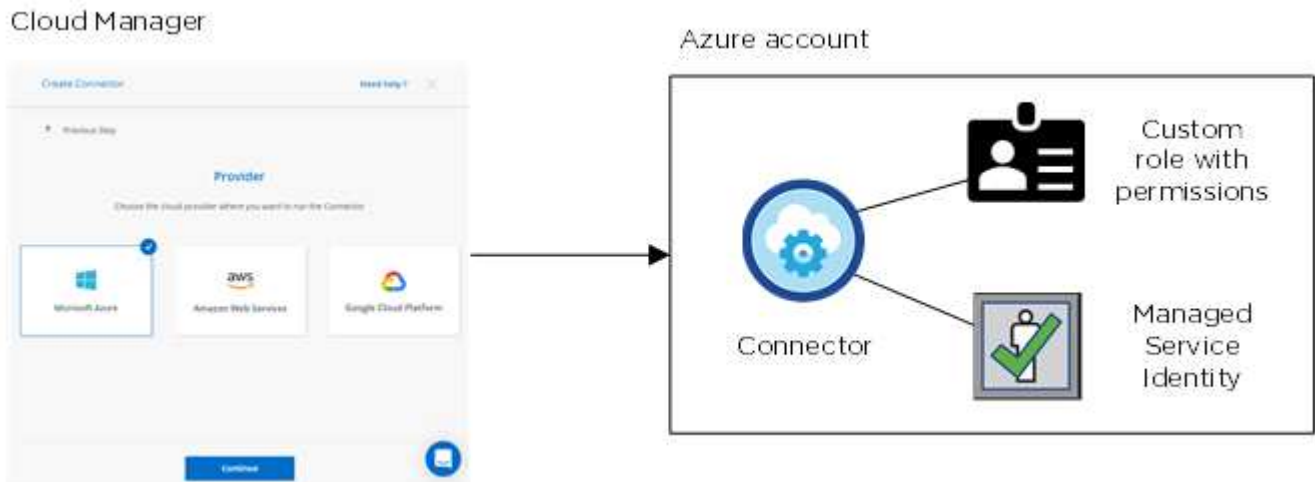 Cloud Manager
Azure account
Create Connector
Need help?
Previous Step
Provider
Choose the cloud provider where you want to run the Connector
aws
Microsoft Azure
Amazon Web Services
Google Cloud Platform
Continue
Connector
Custom
role with
permissions
Managed
Service
Identity